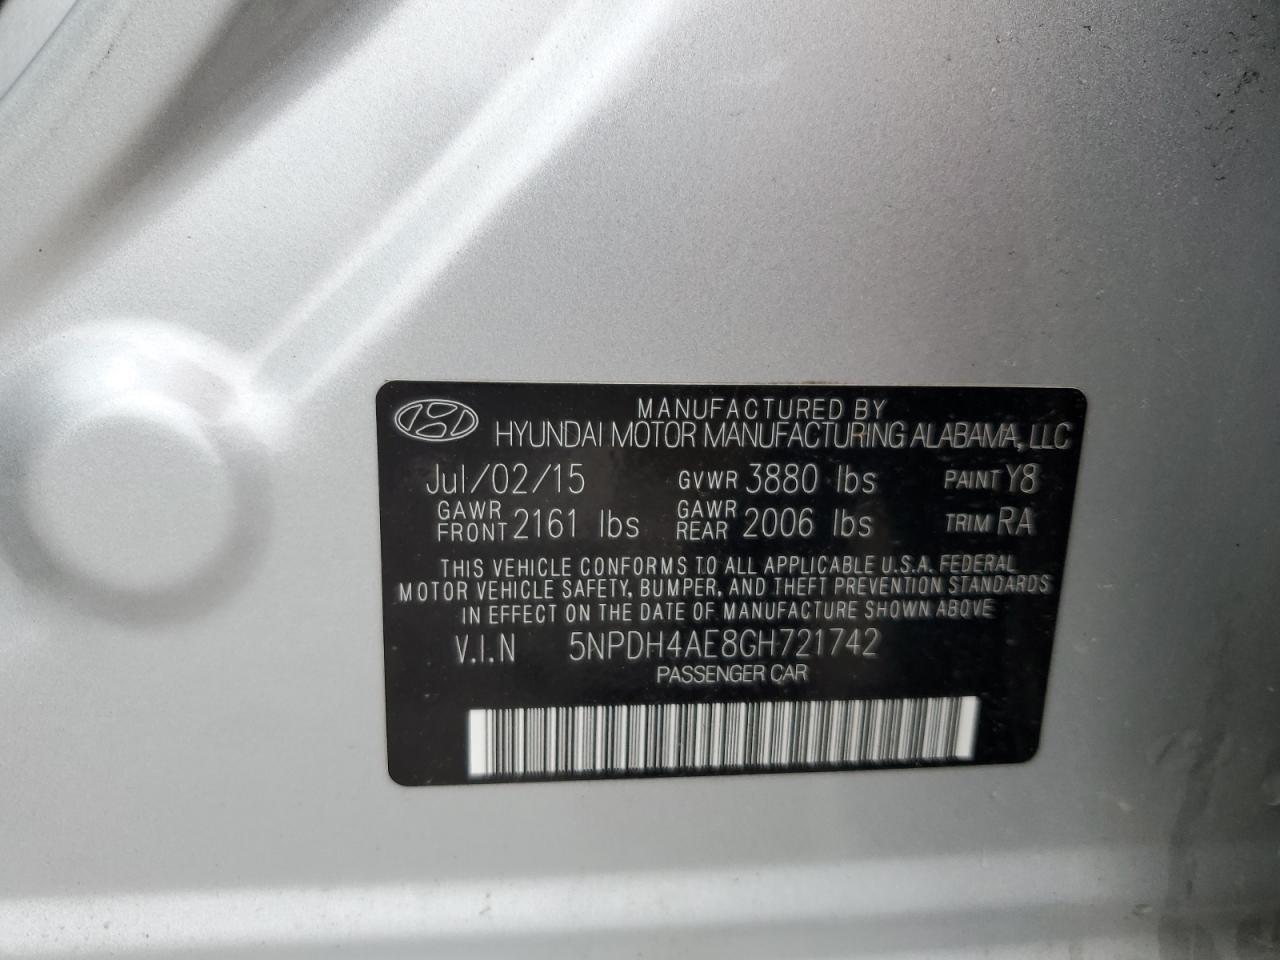 MANUFACTURED BY
HYUNDAI MOTOR MANUFACTURING ALABAMA, LLC
Jul/02/15 GVWR 3880 lbs PAINT Y8
GAWR FRONT 2161 lbs GAWR REAR 2006 lbs TRIM RA
THIS VEHICLE CONFORMS TO ALL APPLICABLE U.S.A. FEDERAL
MOTOR VEHICLE SAFETY, BUMPER, AND THEFT PREVENTION STANDARDS
IN EFFECT ON THE DATE OF MANUFACTURE SHOWN ABOVE
V.I.N 5NPDH4AE8GH721742
PASSENGER CAR